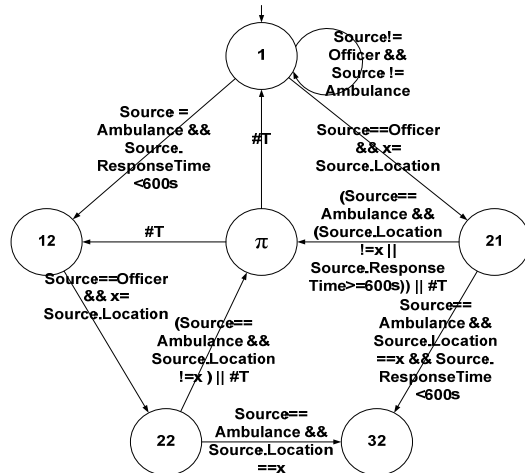 1
Source!=
Officer &&
Source !=
Ambulance
Source =
Ambulance &&
Source.
ResponseTime
<600s
#T
Source==Officer
&& x=
Source.Location
12
#T
π
(Source==
Ambulance &&
(Source.Location
!=x ||
Source.Response
Time>=600s)) || #T
21
Source==Officer
&& x=
Source.Location
(Source==
Ambulance &&
Source.Location
!=x ) || #T
Source==
Ambulance &&
Source.Location
==x && Source.
ResponseTime
<600s
22
Source==
Ambulance &&
Source.Location
==x
32